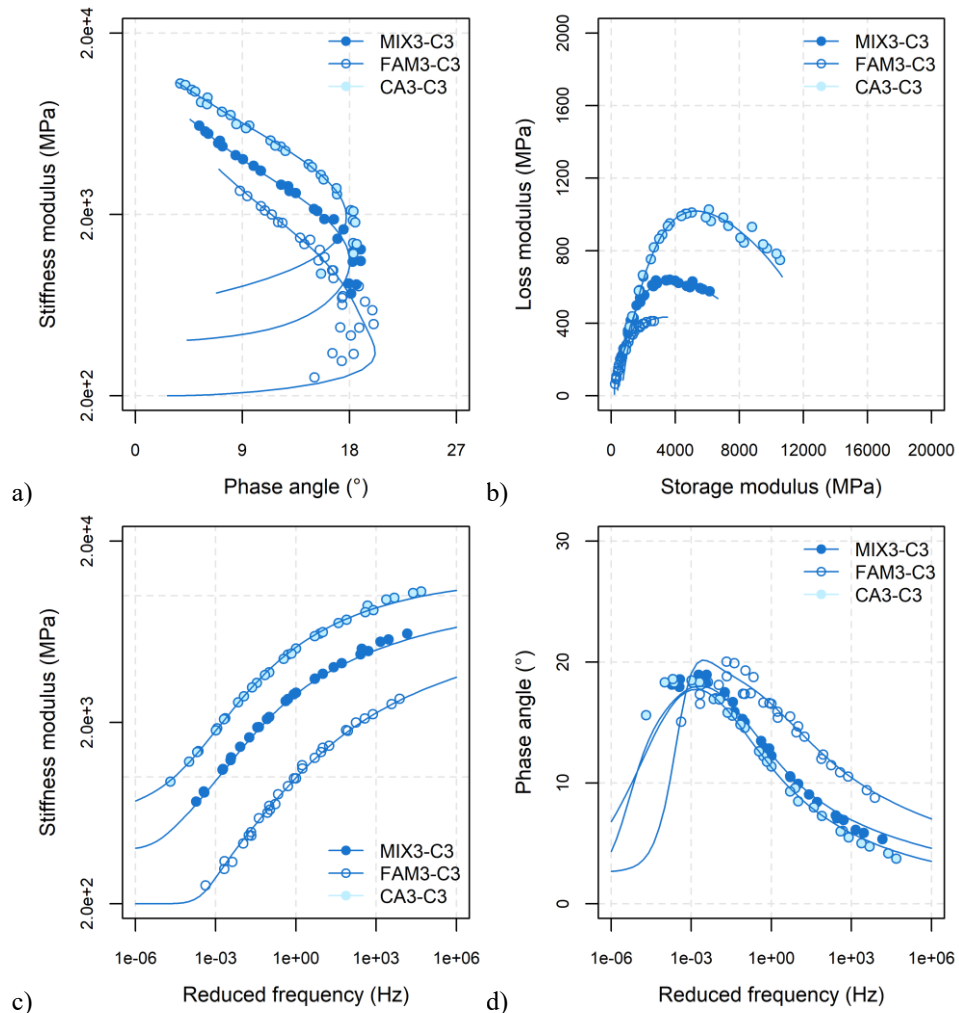 2.0e+4
2.0e+3
2.0e+2
Stiffness modulus (MPa)
MIX3-C3
FAM3-C3
CA3-C3
0 9 18 27
Phase angle (°)
a)
2000
1600
1200
800
400
0
Loss modulus (MPa)
MIX3-C3
FAM3-C3
CA3-C3
0 4000 8000 12000 16000 20000
Storage modulus (MPa)
b)
2.0e+4
2.0e+3
2.0e+2
Stiffness modulus (MPa)
MIX3-C3
FAM3-C3
CA3-C3
1e-06 1e-03 1e+00 1e+03 1e+06
Reduced frequency (Hz)
c)
30
20
10
0
Phase angle (°)
MIX3-C3
FAM3-C3
CA3-C3
1e-06 1e-03 1e+00 1e+03 1e+06
Reduced frequency (Hz)
d)